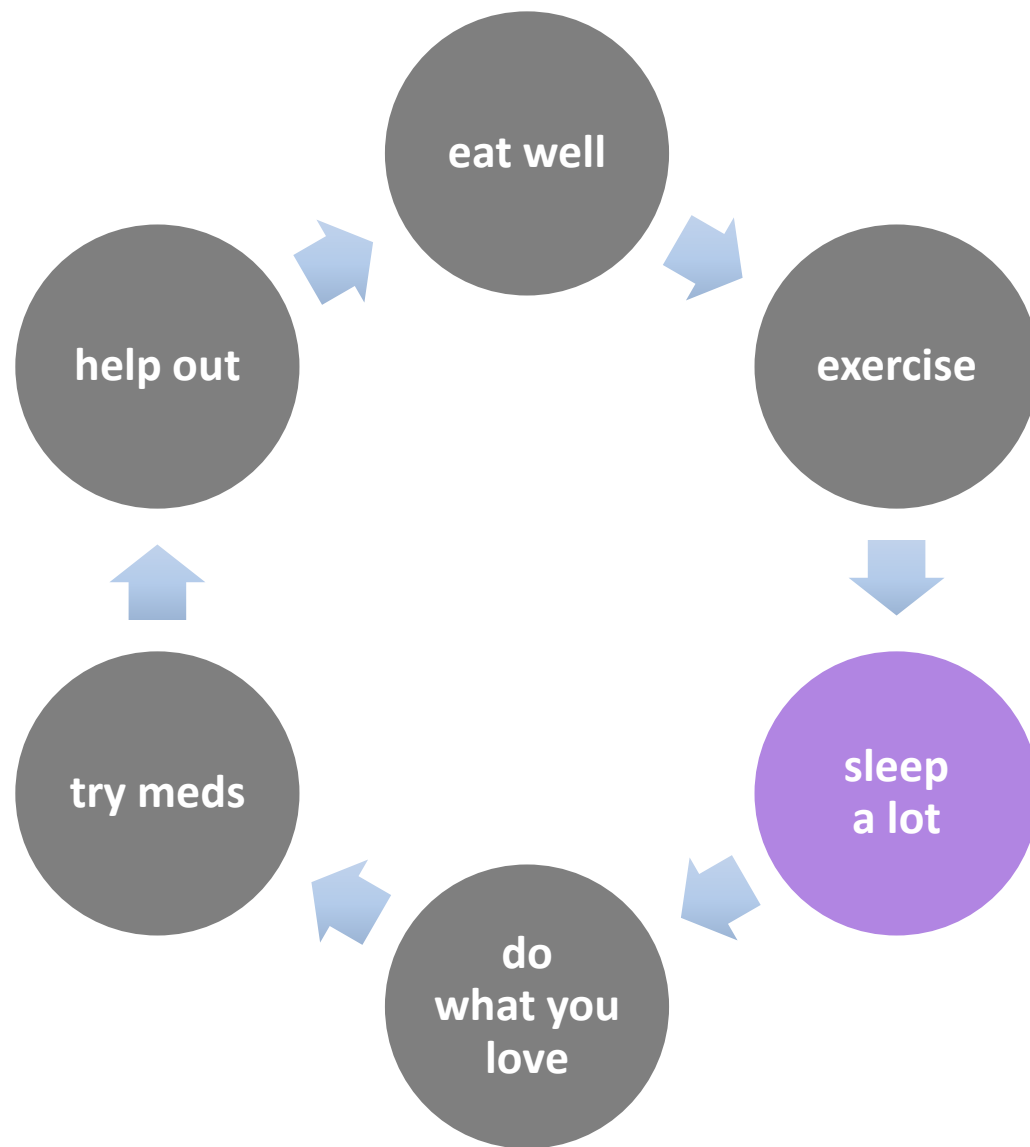 eat well
exercise
sleep
a lot
do
what you
love
try meds
help out